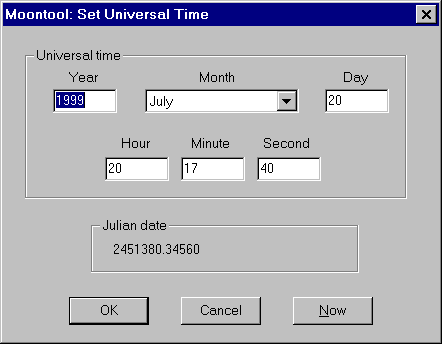 Moontool: Set Universal Time
Universal time
Year Month Day
1999 July 20
Hour Minute Second
20 17 40
Julian date
2451380.34560
OK Cancel Now